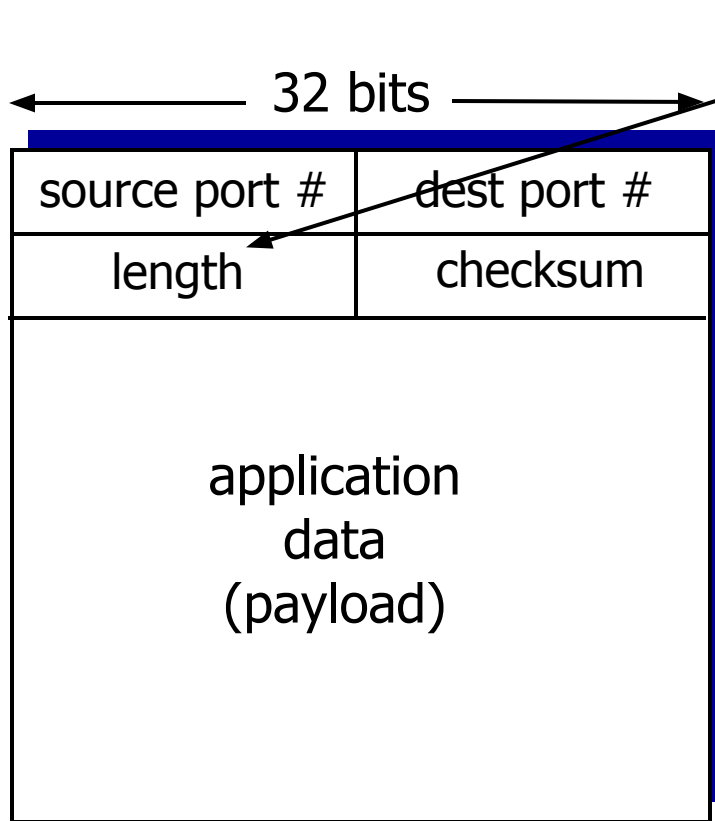 32 bits
source port # dest port #
length checksum
application
data
(payload)